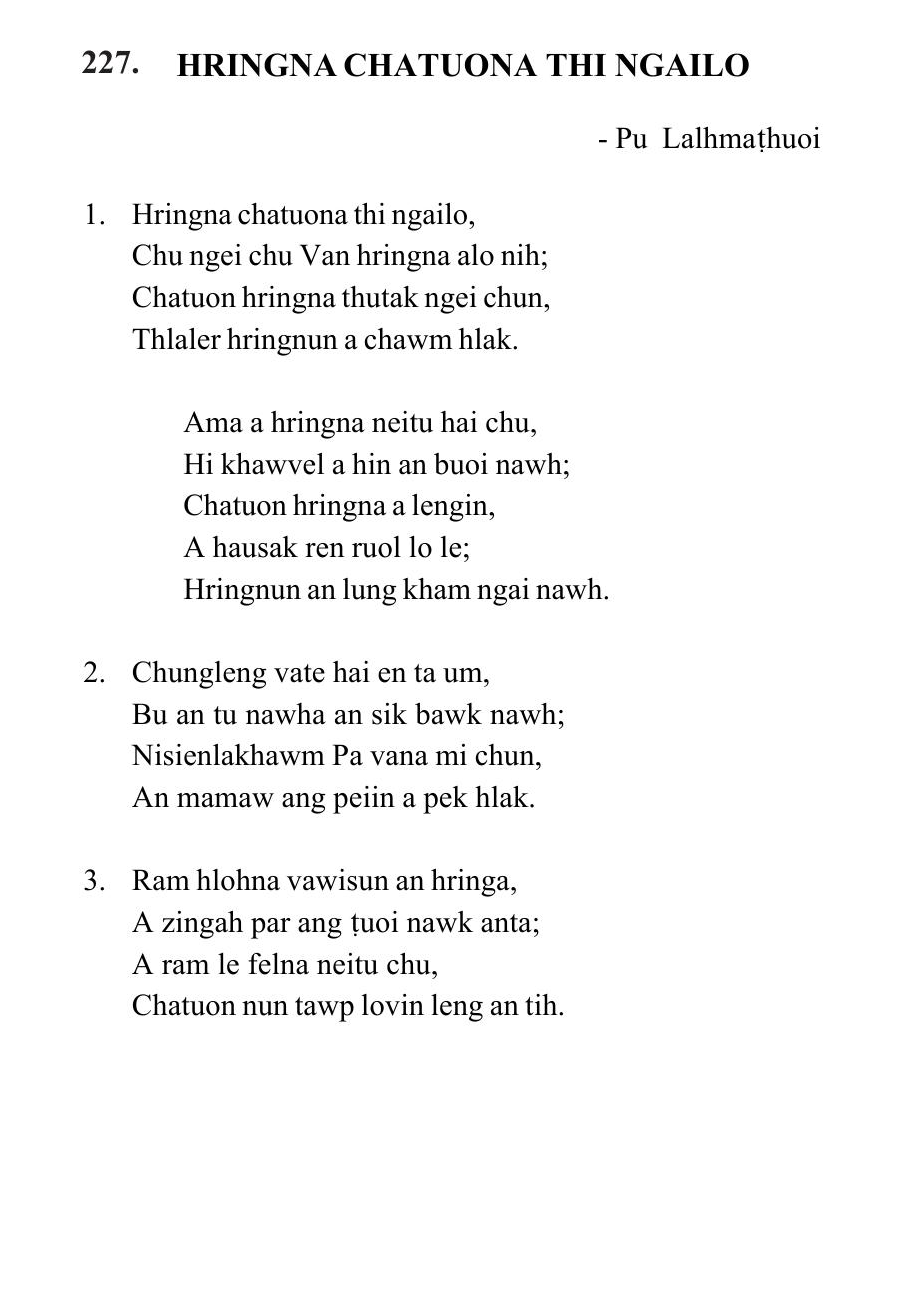 227. HRINGNA CHATUONA THI NGAILO
- Pu Lalhmaṭhuoi
1. Hringna chatuona thi ngailo,
Chu ngei chu Van hringna alo nih;
Chatuon hringna thutak ngei chun,
Thlaler hringnun a chawm hlak.
Ama a hringna neitu hai chu,
Hi khawvel a hin an buoi nawh;
Chatuon hringna a lengin,
A hausak ren ruol lo le;
Hringnun an lung kham ngai nawh.
2. Chungleng vate hai en ta um,
Bu an tu nawha an sik bawk nawh;
Nisienlakhawm Pa vana mi chun,
An mamaw ang peiin a pek hlak.
3. Ram hlohna vawisun an hringa,
A zingah par ang ṭuoi nawk anta;
A ram le felna neitu chu,
Chatuon nun tawp lovin leng an tih.